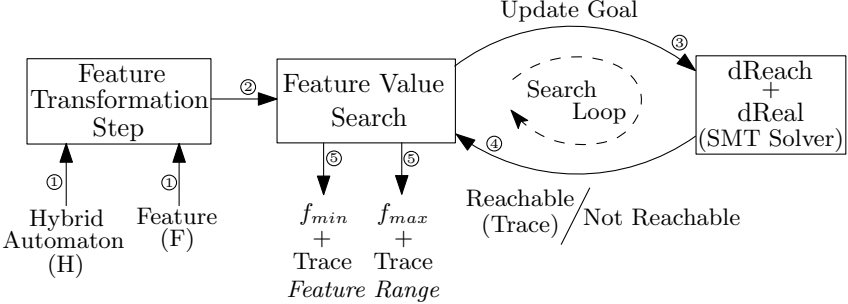 Update Goal
③
Feature
Transformation
Step
②
Feature Value
Search
Search
Loop
dReach
+
dReal
(SMT Solver)
④
①
①
⑤
⑤
Hybrid
Automaton
(H)
Feature
(F)
f_min
+
Trace
f_max
+
Trace
Feature Range
Reachable
(Trace)
/
Not Reachable